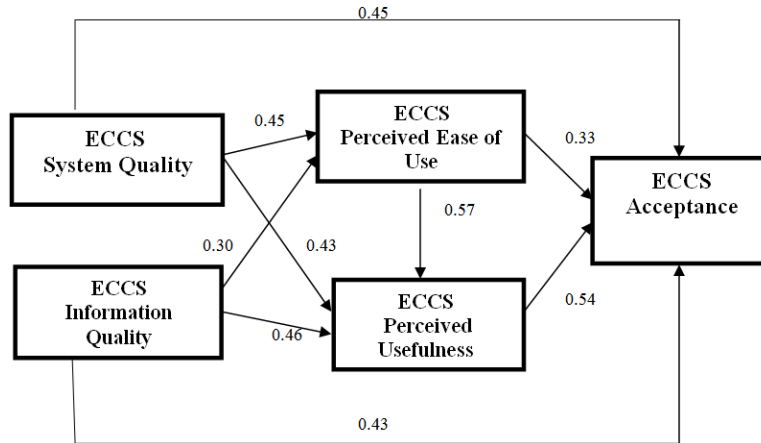 0.45
ECCS
System Quality
0.45
ECCS
Perceived Ease of
Use
0.33
ECCS
Acceptance
0.57
0.30
0.43
ECCS
Information
Quality
0.46
ECCS
Perceived
Usefulness
0.54
0.43